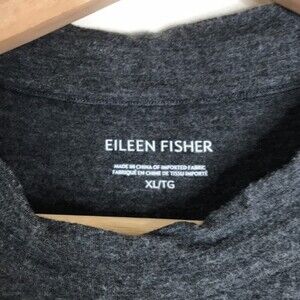 EILEEN FISHER
MADE IN CHINA OF IMPORTED FABRIC
FABRIQUÉ EN CHINE DE TISSU IMPORTÉ
XL/TG